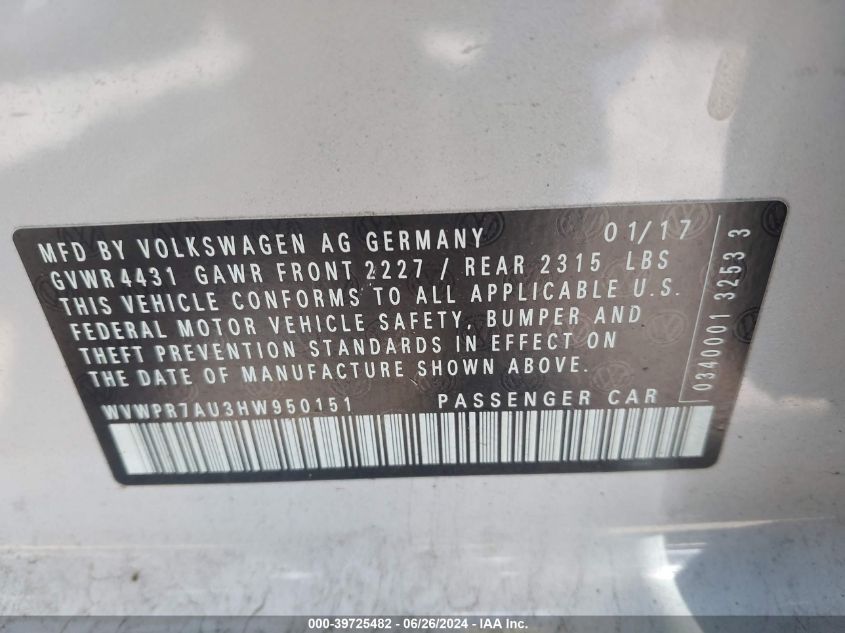 MFD BY VOLKSWAGEN AG GERMANY 01/17
GVWR 4431 GAWR FRONT 2227 / REAR 2315 LBS
THIS VEHICLE CONFORMS TO ALL APPLICABLE U.S.
FEDERAL MOTOR VEHICLE SAFETY, BUMPER AND
THEFT PREVENTION STANDARDS IN EFFECT ON
THE DATE OF MANUFACTURE SHOWN ABOVE.
WVWPR7AU3HW950151 PASSENGER CAR
0340001 3253 3
000-39725482 - 06/26/2024 - IAA Inc.